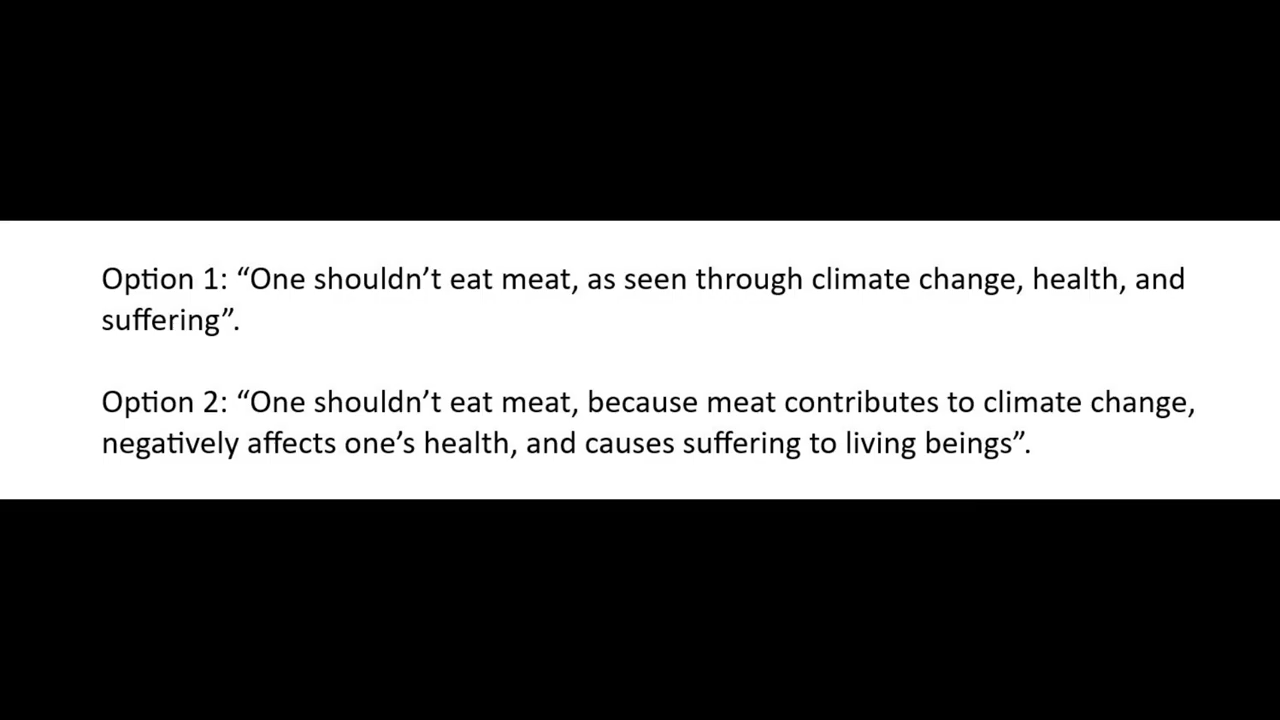 Option 1: “One shouldn’t eat meat, as seen through climate change, health, and
suffering”.
Option 2: “One shouldn’t eat meat, because meat contributes to climate change,
negatively affects one’s health, and causes suffering to living beings”.